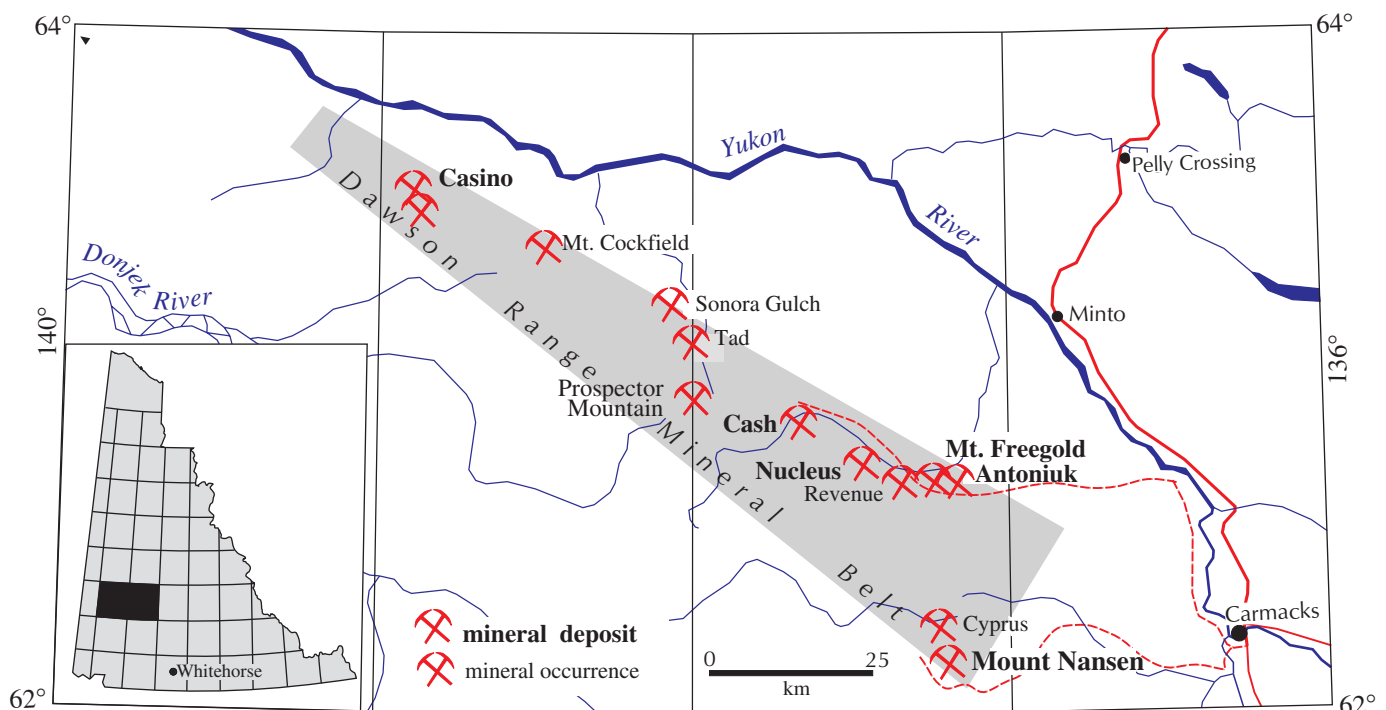 64°
64°
Yukon
River
Pelly Crossing
Casino
Dawson Range Mineral Belt
Mt. Cockfield
Donjek
River
Sonora Gulch
Minto
140°
Tad
136°
Prospector
Mountain
Cash
Mt. Freegold
Antoniuk
Nucleus
Revenue
Carmacks
Cyprus
mineral deposit
Mount Nansen
mineral occurrence
0
25
km
Whitehorse
62°
62°